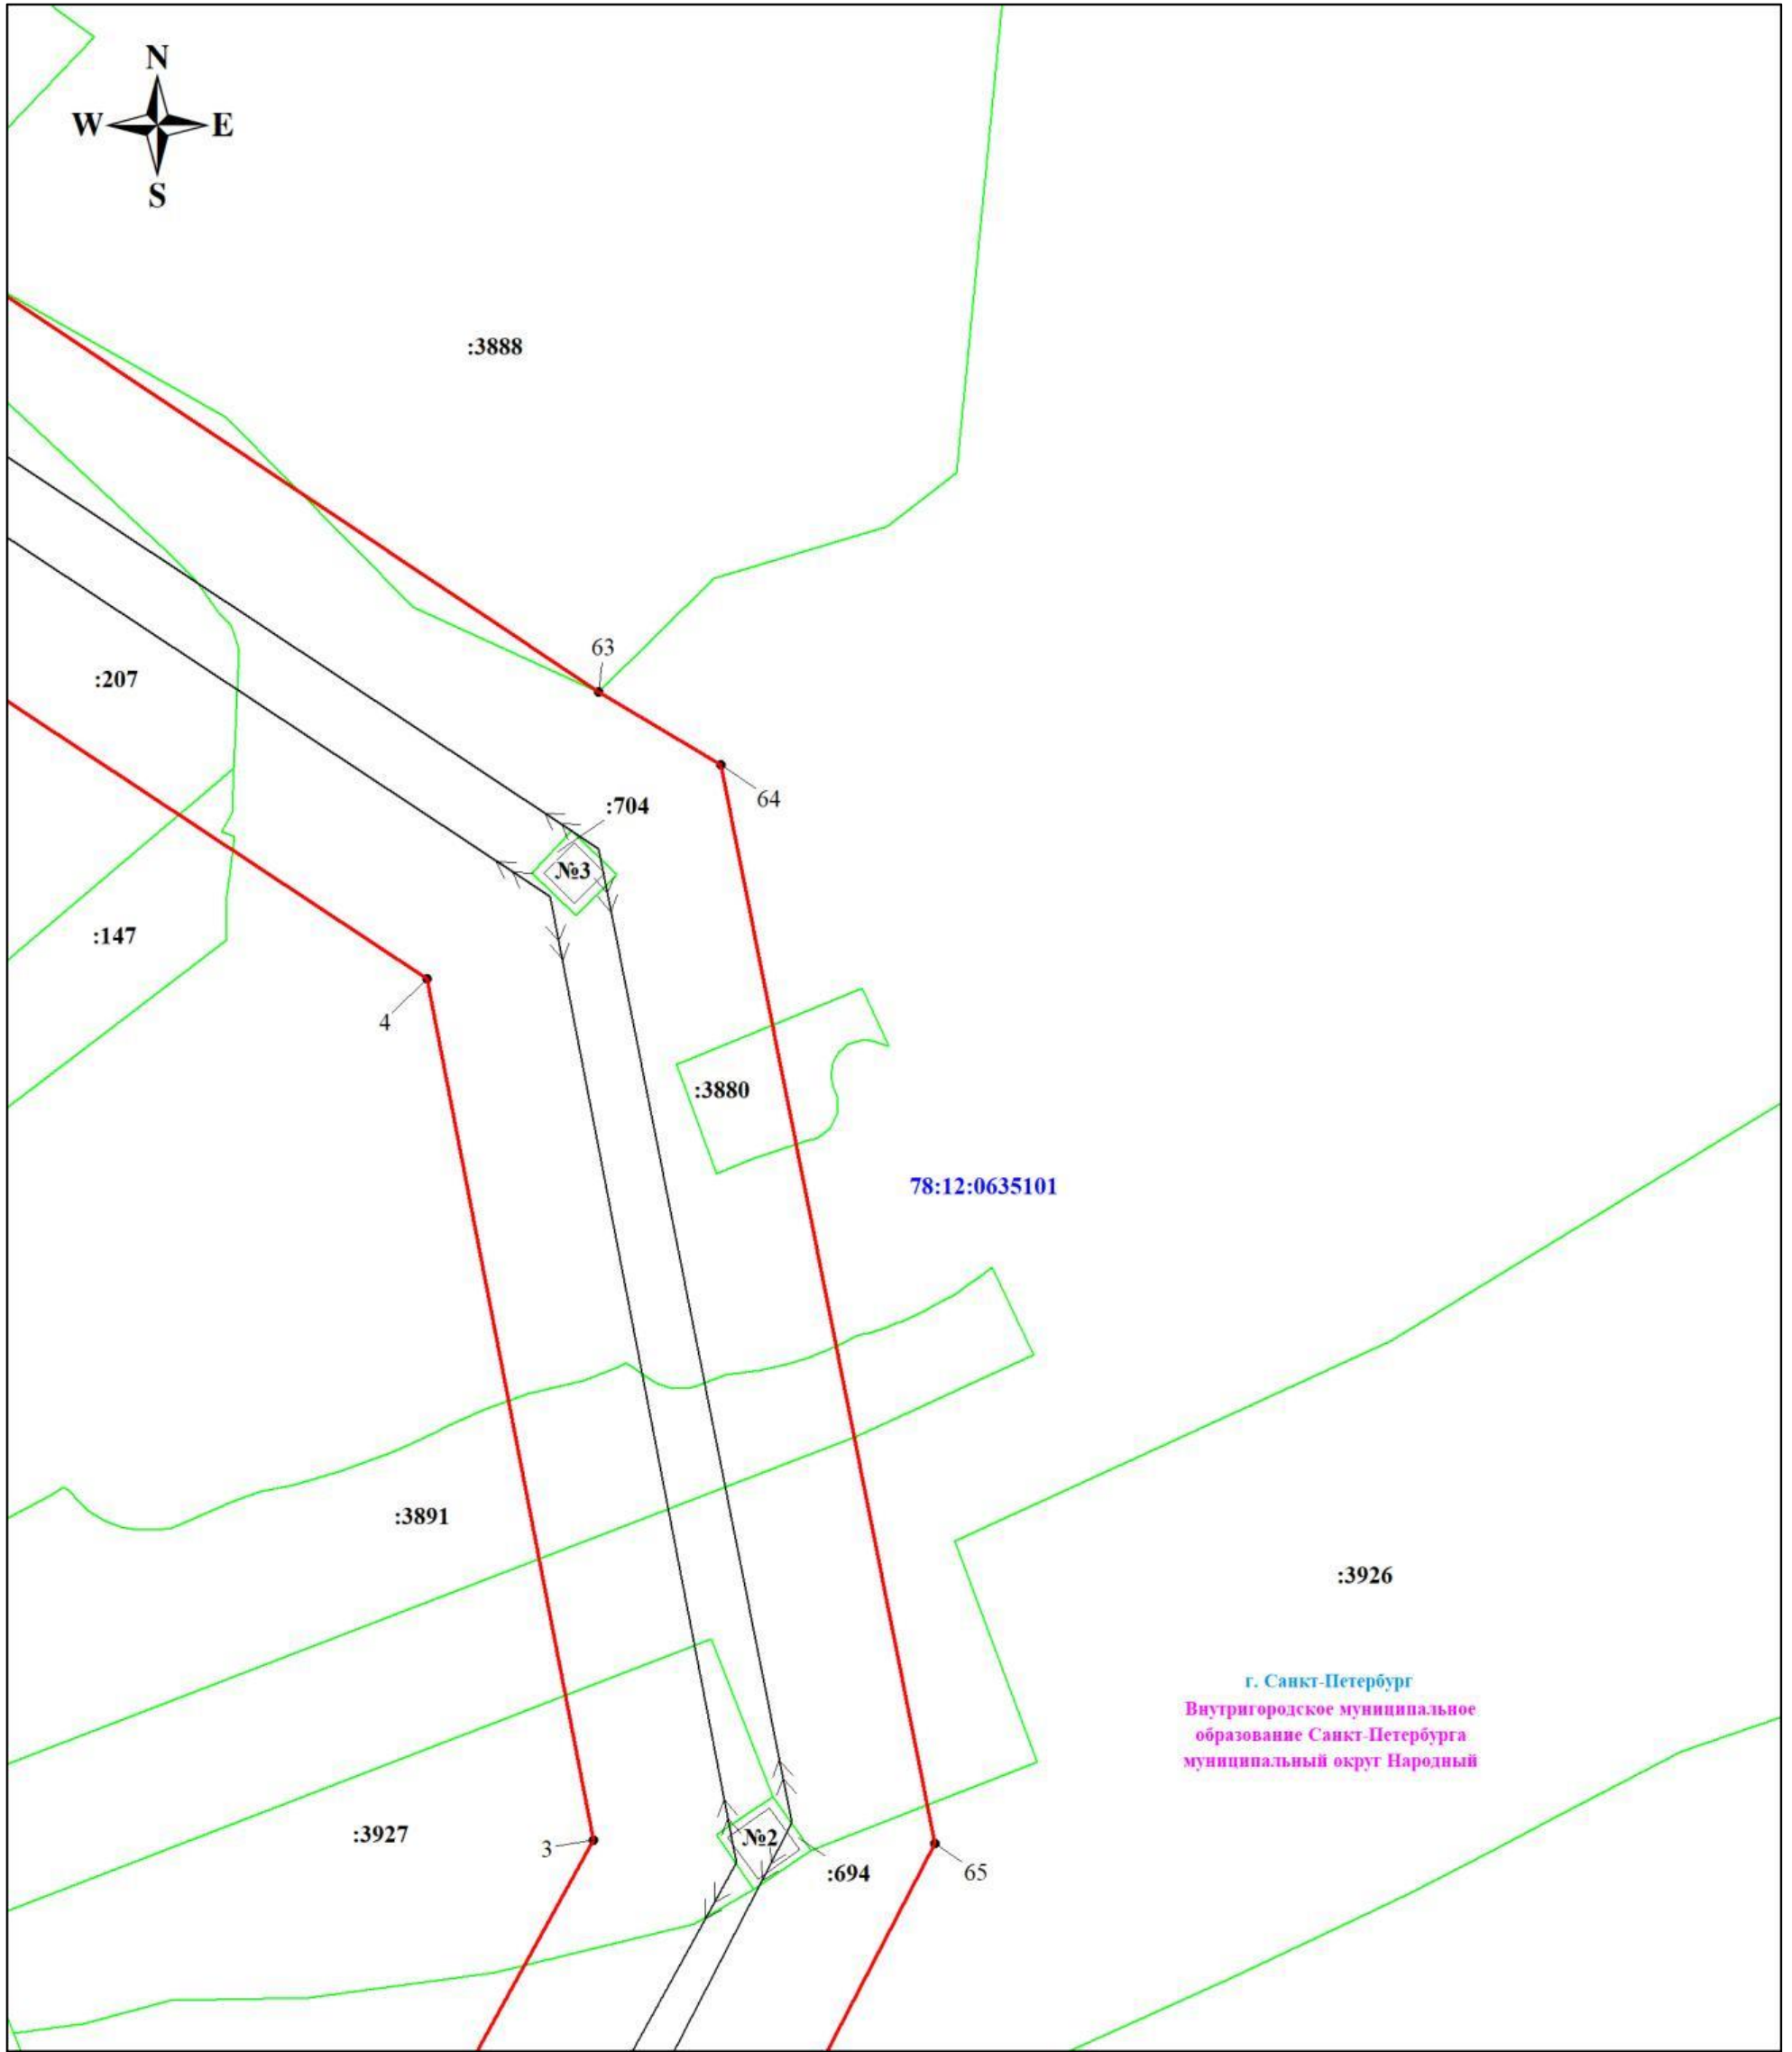 N
W
E
S
:3888
63
:207
64
:704
№3
:147
4
:3880
78:12:0635101
:3891
:3926
г. Санкт-Петербург
Внутригородское муниципальное
образование Санкт-Петербурга
муниципальный округ Народный
:3927
3
№2
:694
65